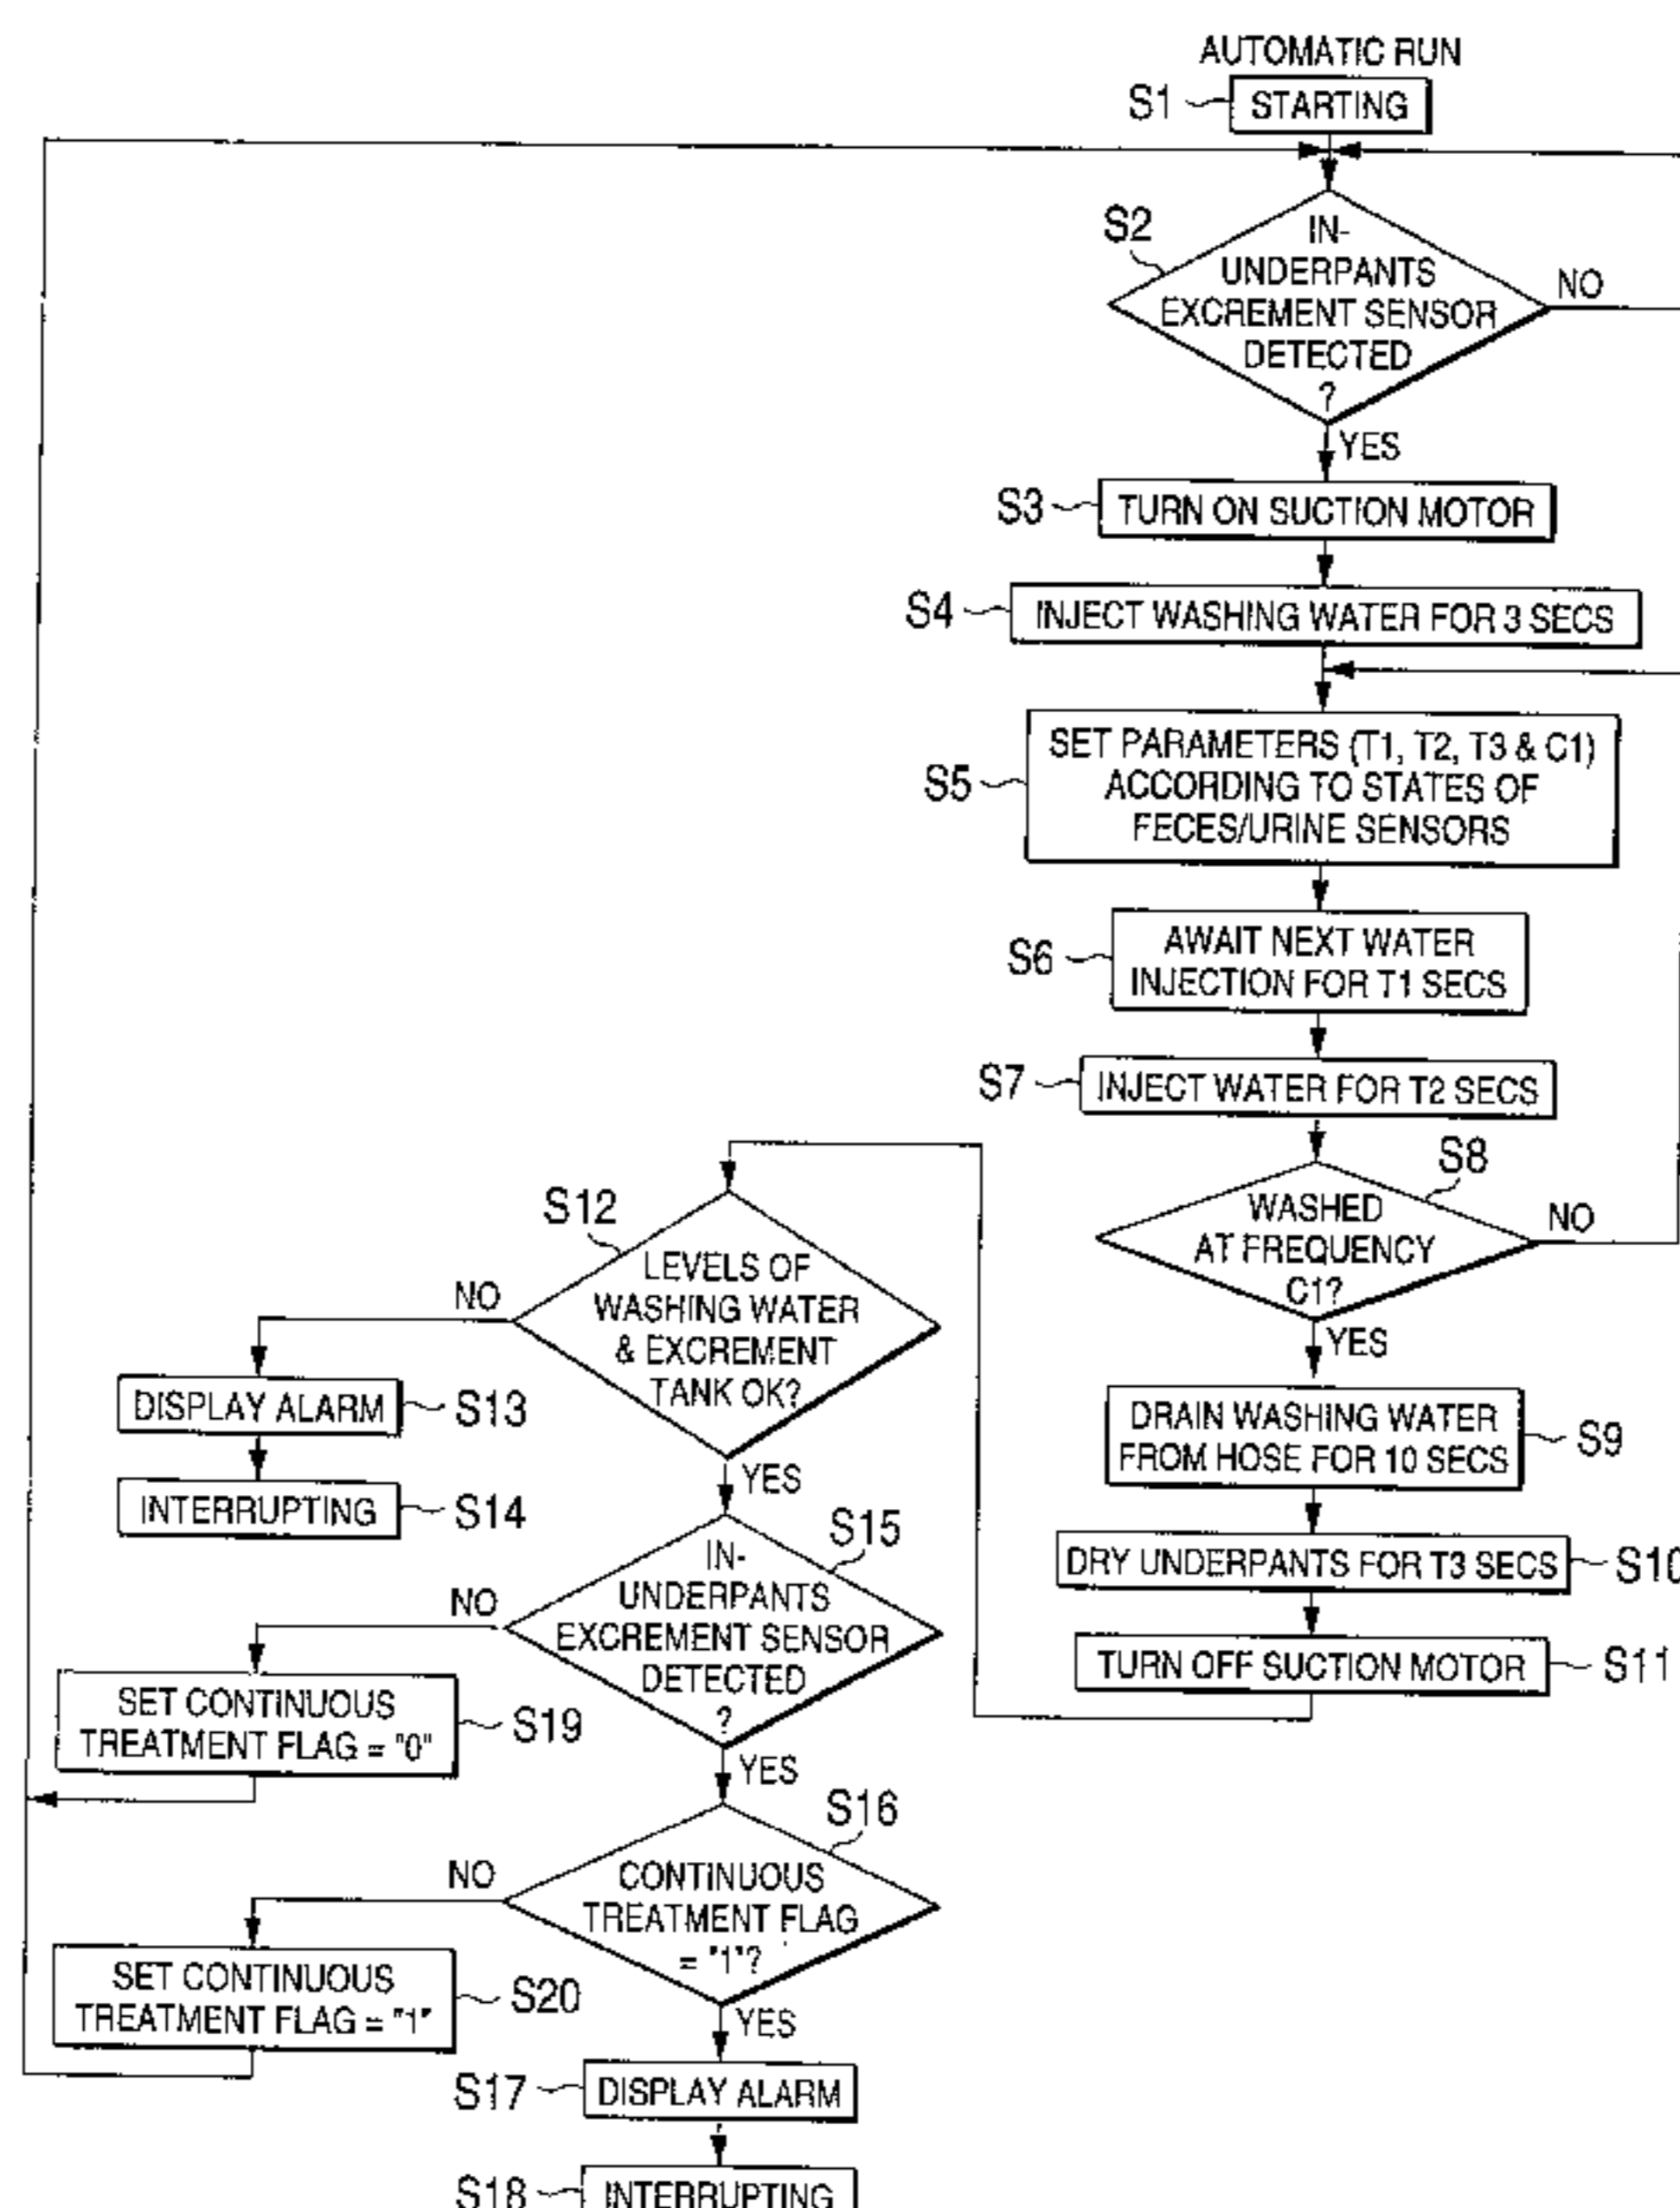 AUTOMATIC RUN
S1
STARTING
S2
IN-
UNDERPANTS
EXCREMENT SENSOR
DETECTED
?
NO
YES
S3
TURN ON SUCTION MOTOR
S4
INJECT WASHING WATER FOR 3 SECS
S5
SET PARAMETERS (T1, T2, T3 & C1)
ACCORDING TO STATES OF
FECES/URINE SENSORS
S6
AWAIT NEXT WATER
INJECTION FOR T1 SECS
S7
INJECT WATER FOR T2 SECS
S8
WASHED
AT FREQUENCY
C1?
NO
YES
DRAIN WASHING WATER
FROM HOSE FOR 10 SECS
S9
DRY UNDERPANTS FOR T3 SECS
S10
TURN OFF SUCTION MOTOR
S11
S12
LEVELS OF
WASHING WATER
& EXCREMENT
TANK OK?
NO
YES
DISPLAY ALARM
S13
INTERRUPTING
S14
S15
IN-
UNDERPANTS
EXCREMENT SENSOR
DETECTED
?
NO
YES
SET CONTINUOUS
TREATMENT FLAG = "0"
S19
S16
CONTINUOUS
TREATMENT FLAG
= "1"?
NO
YES
SET CONTINUOUS
TREATMENT FLAG = "1"
S20
S17
DISPLAY ALARM
S18
INTERRUPTING